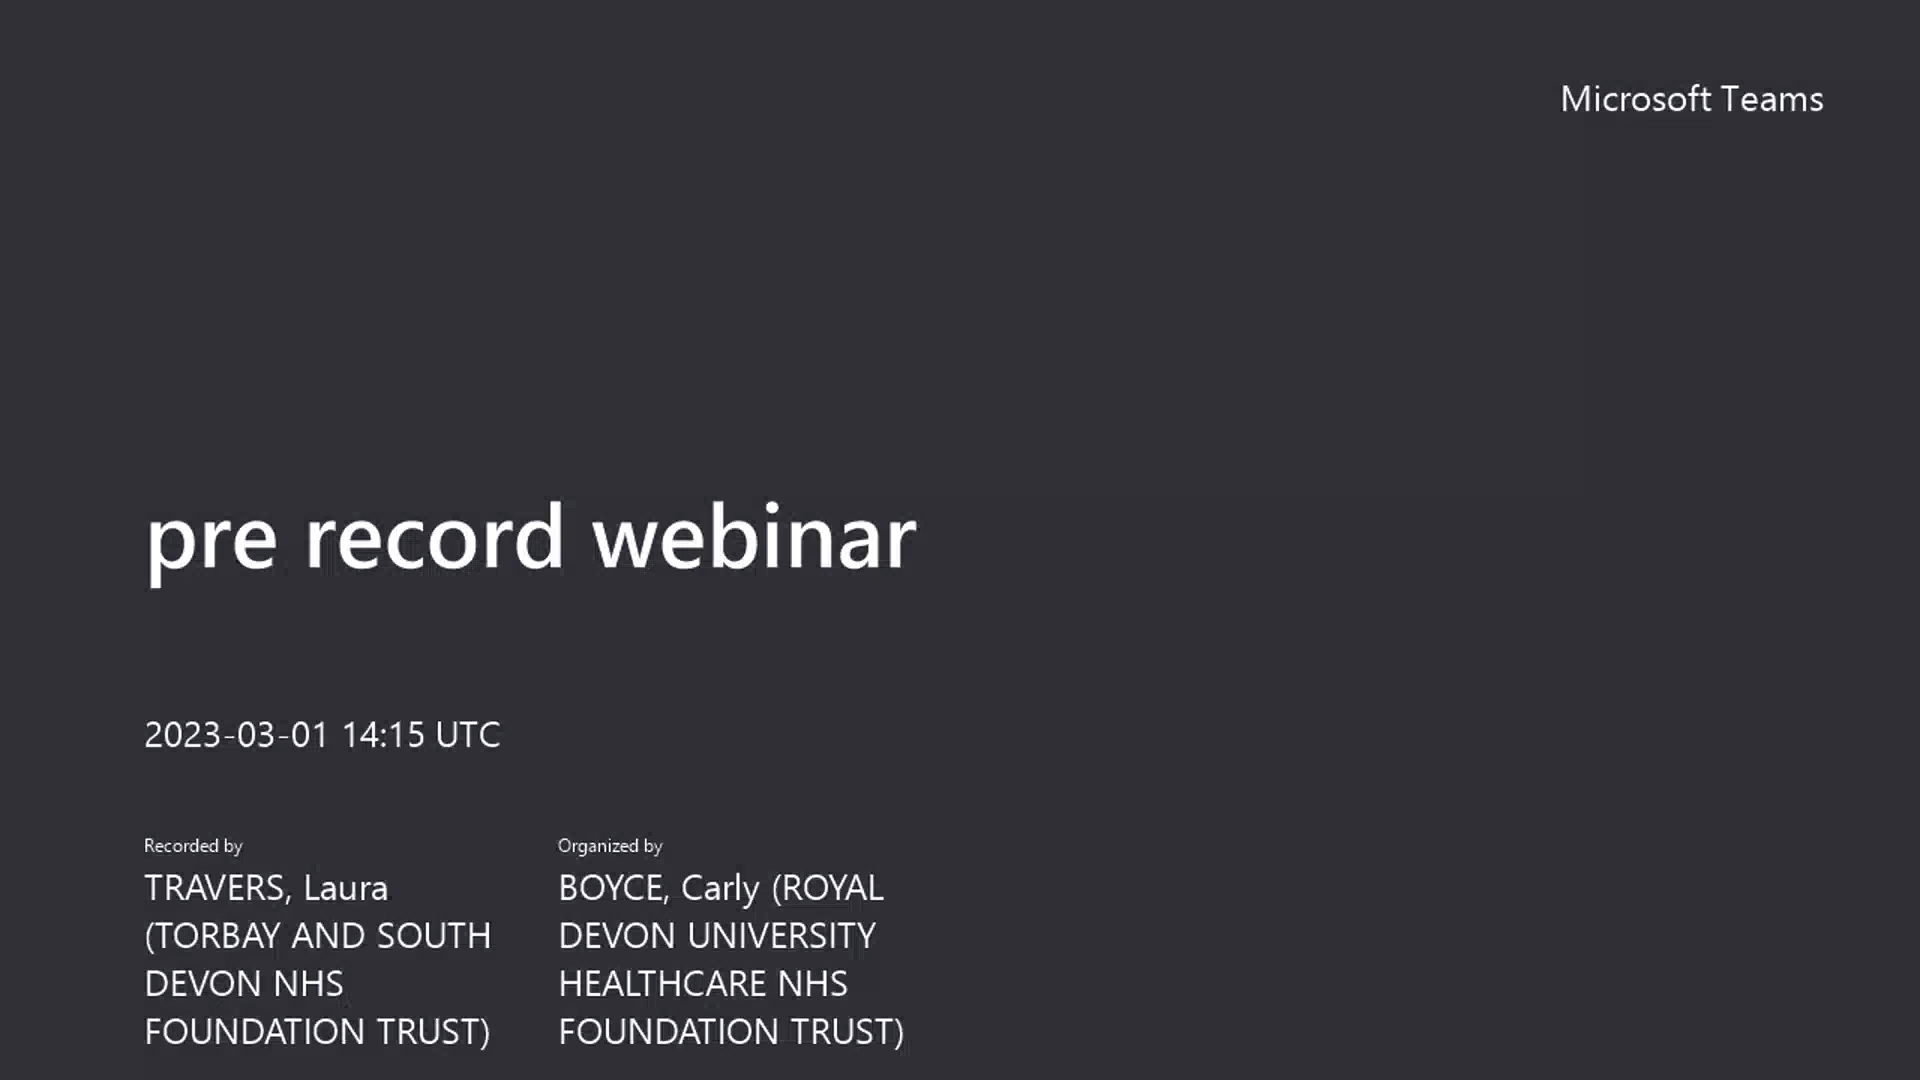 Microsoft Teams
pre record webinar
2023-03-01 14:15 UTC
Recorded by
TRAVERS, Laura
(TORBAY AND SOUTH
DEVON NHS
FOUNDATION TRUST)
Organized by
BOYCE, Carly (ROYAL
DEVON UNIVERSITY
HEALTHCARE NHS
FOUNDATION TRUST)